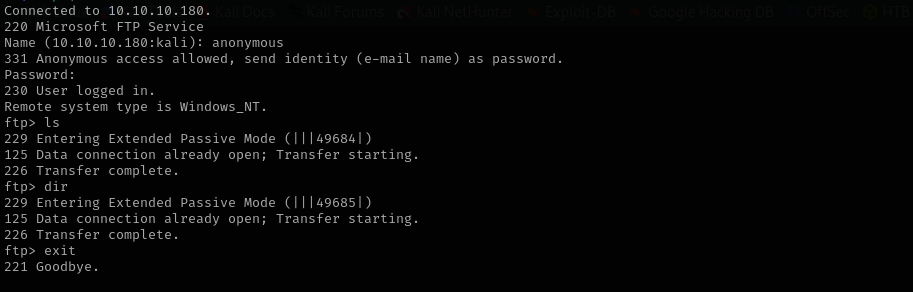 Kali Docs Kali Forums Kali NetHunter Exploit-DB Google Hacking DB OffSec HTB
Connected to 10.10.10.180.
220 Microsoft FTP Service
Name (10.10.10.180:kali): anonymous
331 Anonymous access allowed, send identity (e-mail name) as password.
Password:
230 User logged in.
Remote system type is Windows_NT.
ftp> ls
229 Entering Extended Passive Mode (|||49684|)
125 Data connection already open; Transfer starting.
226 Transfer complete.
ftp> dir
229 Entering Extended Passive Mode (|||49685|)
125 Data connection already open; Transfer starting.
226 Transfer complete.
ftp> exit
221 Goodbye.